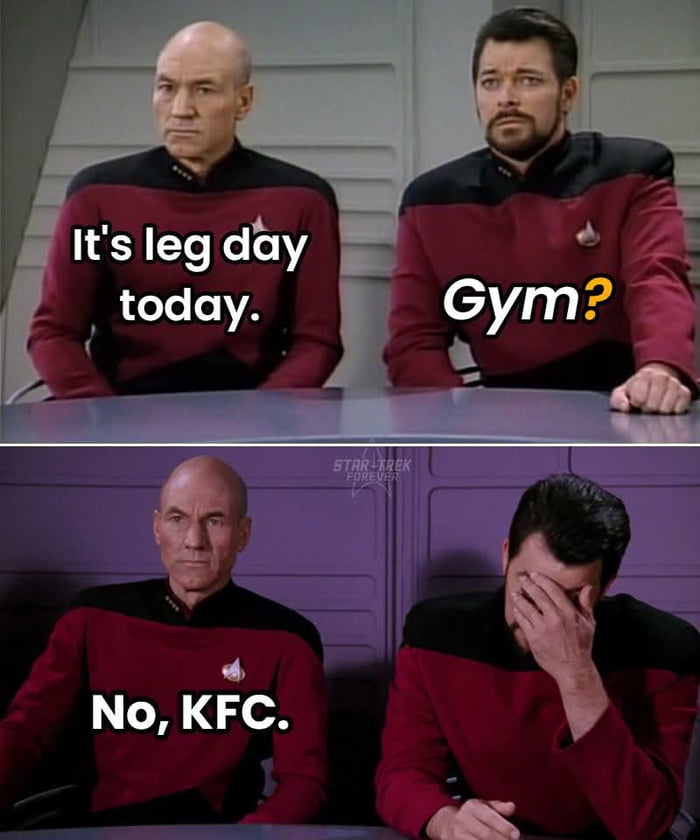 It's leg day
today.
Gym?
STAR TREK
FOREVER
No, KFC.